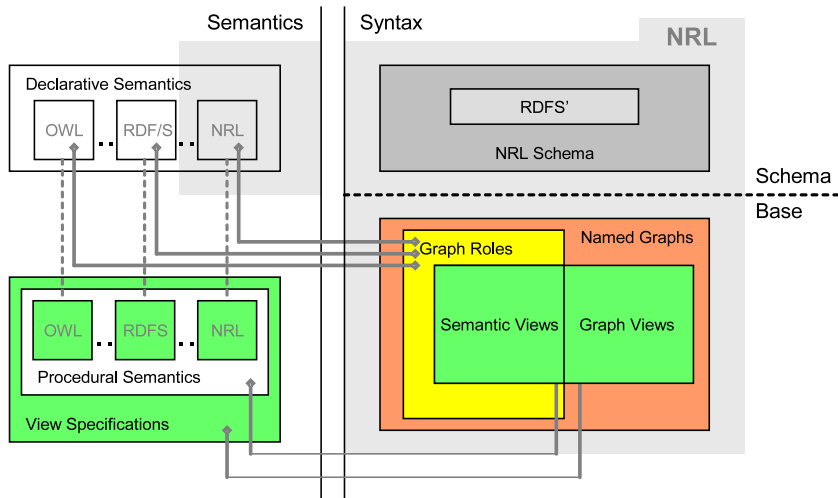 Semantics
Syntax
NRL
Declarative Semantics
OWL
RDF/S
NRL
RDFS'
NRL Schema
Schema
Base
Graph Roles
Named Graphs
Semantic Views
Graph Views
OWL
RDFS
NRL
Procedural Semantics
View Specifications